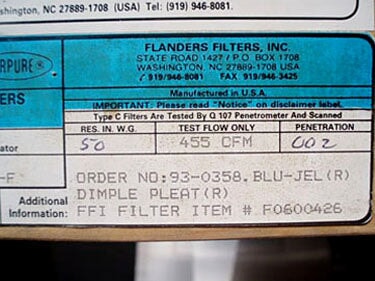 shington, NC 27889-1708 (USA) Tel: (919) 946-8081.
RPURE®
FLANDERS FILTERS, INC.
STATE ROAD 1427 / P.O. BOX 1708
WASHINGTON, NC 27889-1708 USA
919/946-8081 FAX 919/946-3425
Manufactured in U.S.A.
ERS
IMPORTANT: Please read "Notice" on disclaimer label.
Type C Filters Are Tested By Q 107 Penetrometer And Scanned
RES. IN. W.G. TEST FLOW ONLY PENETRATION
ator
50 455 CFM 002
-F
ORDER NO:93-0358.BLU-JEL(R)
DIMPLE PLEAT(R)
Additional
Information:
FFI FILTER ITEM # F0600426